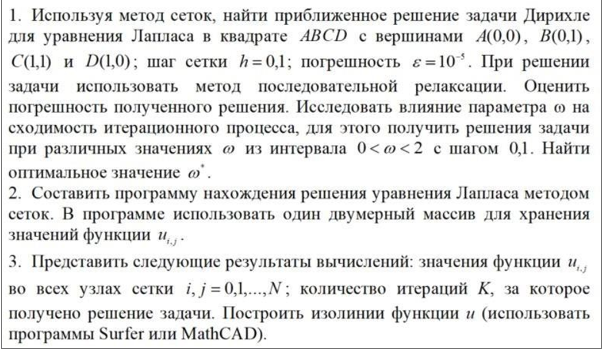 1. Используя метод сеток, найти приближенное решение задачи Дирихле
для уравнения Лапласа в квадрате ABCD с вершинами A(0,0), B(0,1),
C(1,1) и D(1,0); шаг сетки h = 0,1; погрешность ε = 10⁻⁵. При решении
задачи использовать метод последовательной релаксации. Оценить
погрешность полученного решения. Исследовать влияние параметра ω на
сходимость итерационного процесса, для этого получить решения задачи
при различных значениях ω из интервала 0 < ω < 2 с шагом 0,1. Найти
оптимальное значение ω*.
2. Составить программу нахождения решения уравнения Лапласа методом
сеток. В программе использовать один двумерный массив для хранения
значений функции u_{i,j}.
3. Представить следующие результаты вычислений: значения функции u_{i,j}
во всех узлах сетки i, j = 0,1,...,N; количество итераций K, за которое
получено решение задачи. Построить изолинии функции u (использовать
программы Surfer или MathCAD).